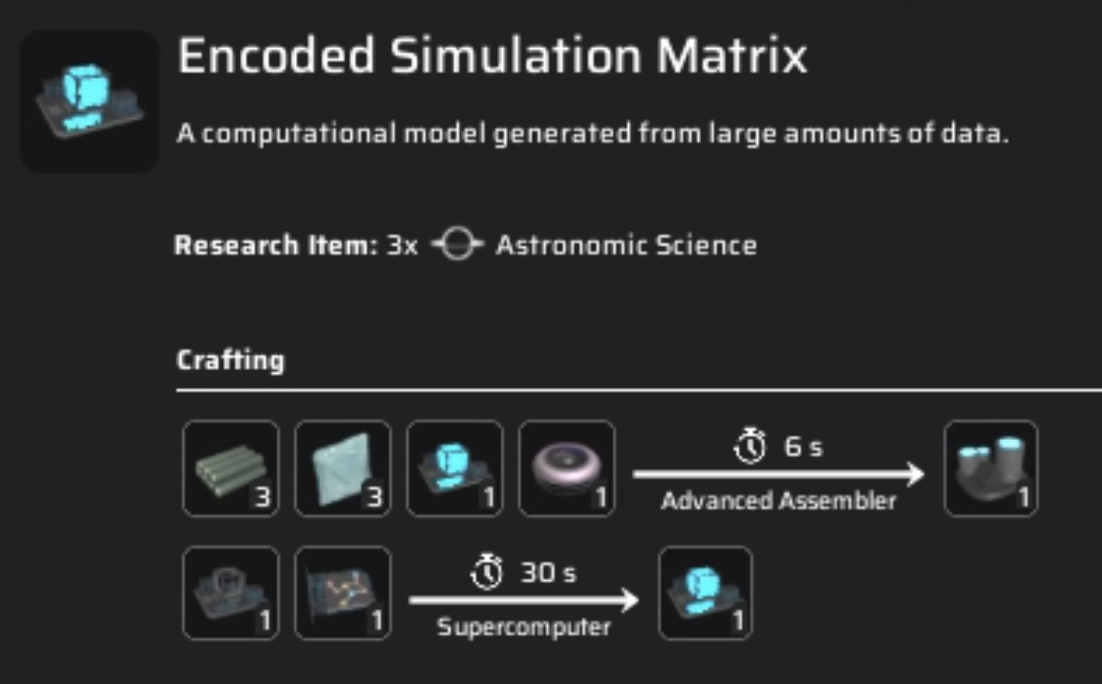 Encoded Simulation Matrix
A computational model generated from large amounts of data.
Research Item: 3x Astronomic Science
Crafting
3 3 1 1 6 s 1
Advanced Assembler
1 1 30 s 1
Supercomputer